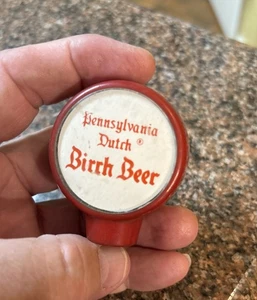 Pennsylvania
Dutch ®
Birch Beer